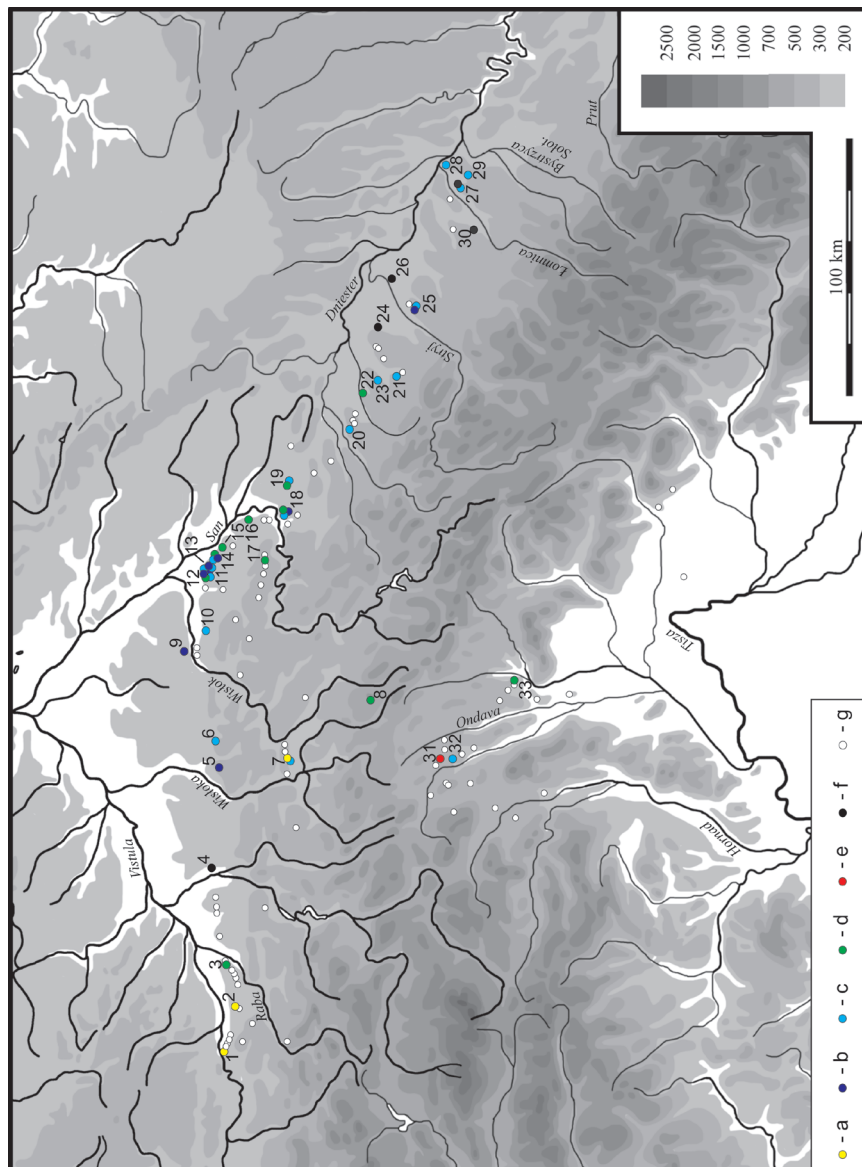 Vistula
9
Wisłoka
6
5
10
12
13
San
4
11
14
15
16
Wisłok
1
2
3
17
Raba
7
18
19
Dniester
20
22
23
8
21
24
26
28
31
Stryj
25
27
32
Ondava
30
29
33
Łomnica
Bystrzyca
Sołot.
Prut
Tisza
Hornad
2500
2000
1500
1000
700
500
300
200
100 km
- a
- b
- c
- d
- e
- f
- g